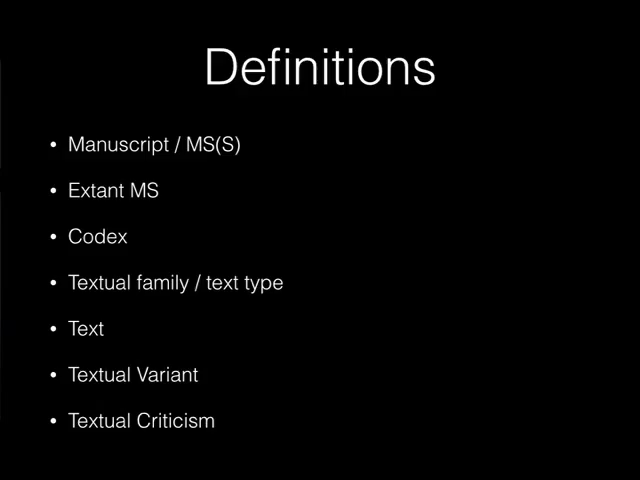 Definitions
• Manuscript / MS(S)
• Extant MS
• Codex
• Textual family / text type
• Text
• Textual Variant
• Textual Criticism